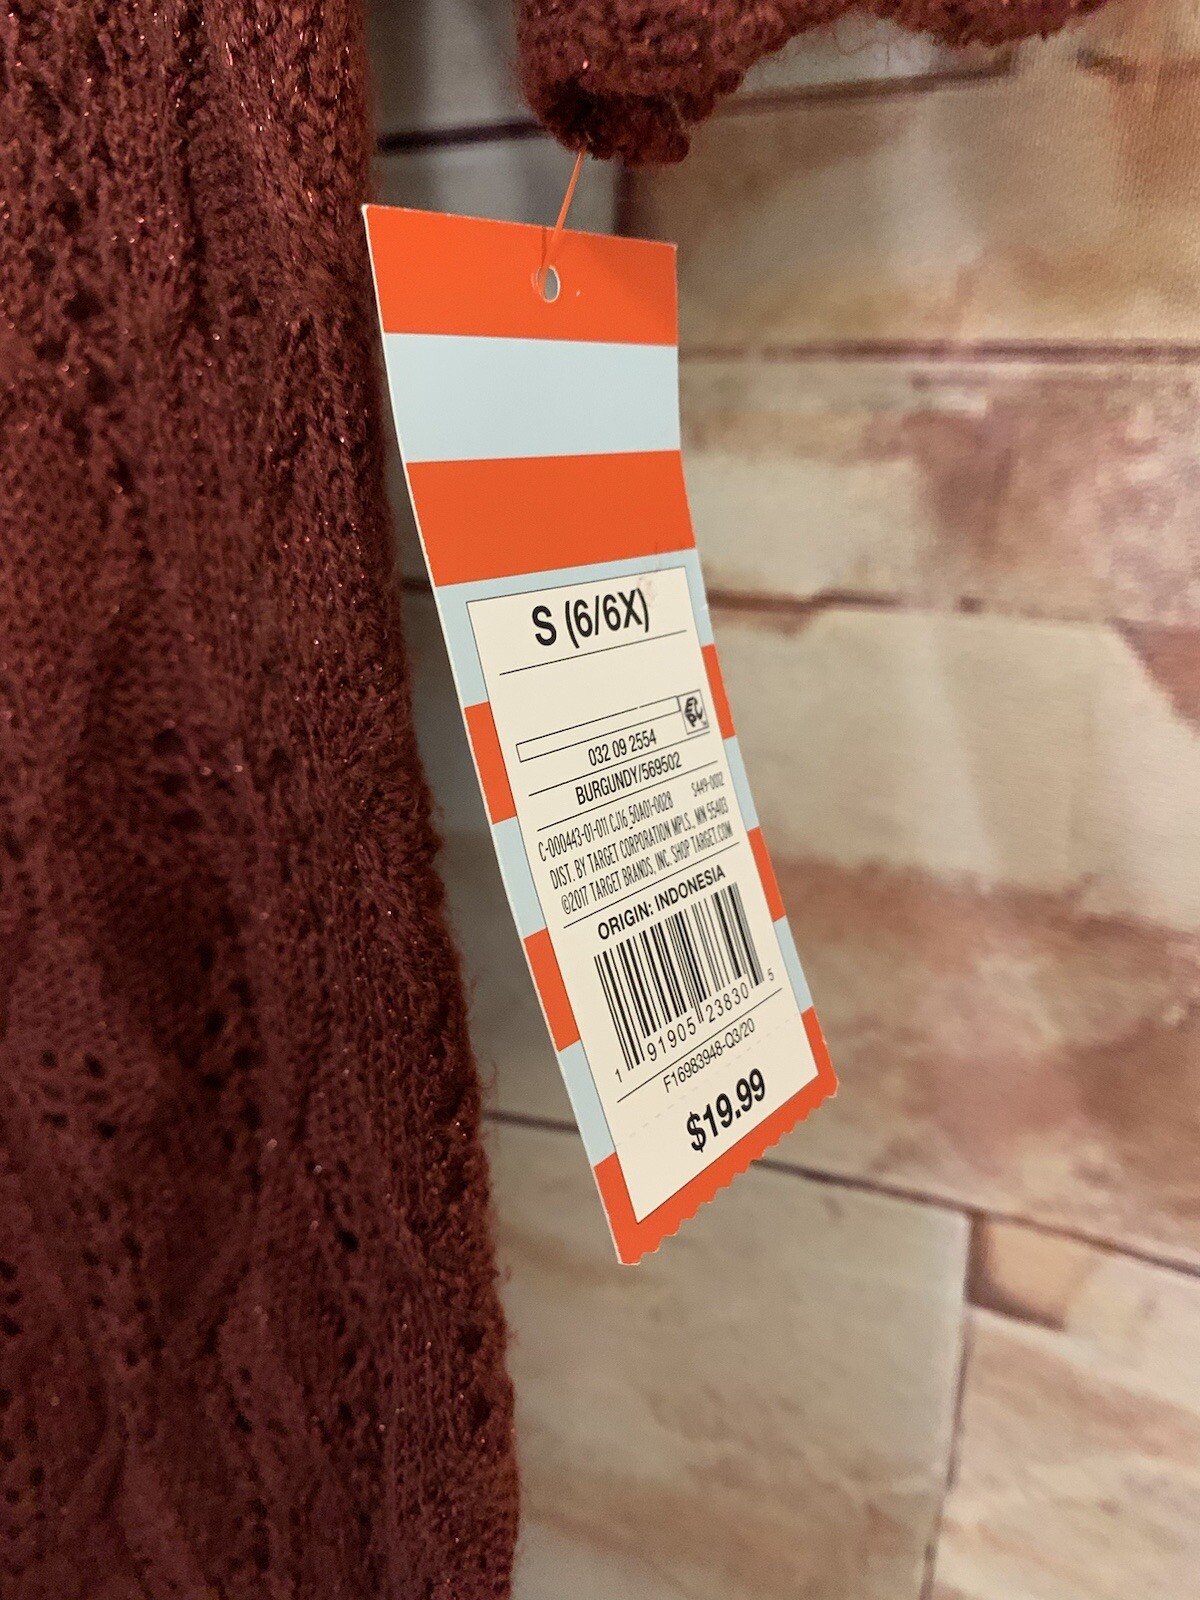 S (6/6X)
032 09 2554
BURGUNDY/569502
C-000443-01-011 CJ16 50A01-0028 S449-0012
DIST. BY TARGET CORPORATION MPLS., MN 55403
©2017 TARGET BRANDS, INC. SHOP TARGET.COM
ORIGIN: INDONESIA
1 91905 23830 5
F16983948-Q3/20
$19.99